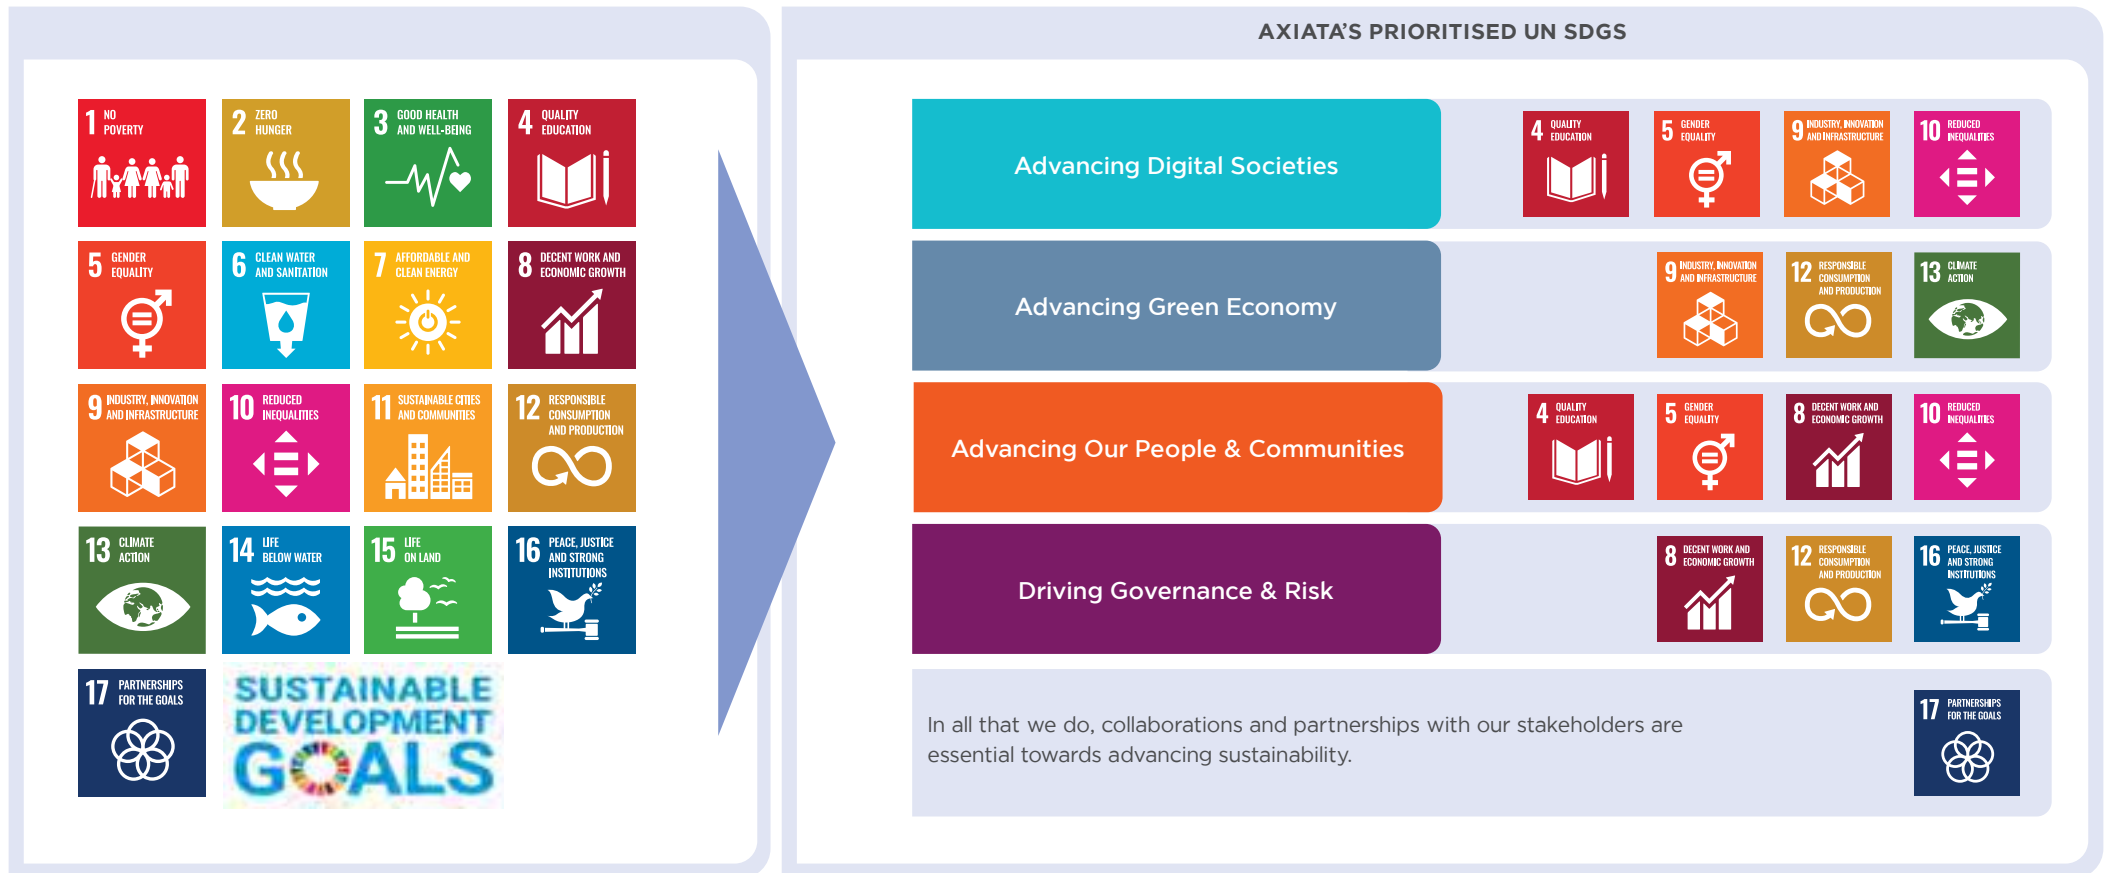 AXIATA'S PRIORITISED UN SDGS
1 NO
POVERTY
2 ZERO
HUNGER
3 GOOD HEALTH
AND WELL-BEING
4 QUALITY
EDUCATION
5 GENDER
EQUALITY
6 CLEAN WATER
AND SANITATION
7 AFFORDABLE AND
CLEAN ENERGY
8 DECENT WORK AND
ECONOMIC GROWTH
9 INDUSTRY, INNOVATION
AND INFRASTRUCTURE
10 REDUCED
INEQUALITIES
11 SUSTAINABLE CITIES
AND COMMUNITIES
12 RESPONSIBLE
CONSUMPTION
AND PRODUCTION
13 CLIMATE
ACTION
14 LIFE
BELOW WATER
15 LIFE
ON LAND
16 PEACE, JUSTICE
AND STRONG
INSTITUTIONS
17 PARTNERSHIPS
FOR THE GOALS
SUSTAINABLE
DEVELOPMENT
GOALS
Advancing Digital Societies
4 QUALITY
EDUCATION
5 GENDER
EQUALITY
9 INDUSTRY, INNOVATION
AND INFRASTRUCTURE
10 REDUCED
INEQUALITIES
Advancing Green Economy
9 INDUSTRY, INNOVATION
AND INFRASTRUCTURE
12 RESPONSIBLE
CONSUMPTION
AND PRODUCTION
13 CLIMATE
ACTION
Advancing Our People & Communities
4 QUALITY
EDUCATION
5 GENDER
EQUALITY
8 DECENT WORK AND
ECONOMIC GROWTH
10 REDUCED
INEQUALITIES
Driving Governance & Risk
8 DECENT WORK AND
ECONOMIC GROWTH
12 RESPONSIBLE
CONSUMPTION
AND PRODUCTION
16 PEACE, JUSTICE
AND STRONG
INSTITUTIONS
In all that we do, collaborations and partnerships with our stakeholders are
essential towards advancing sustainability.
17 PARTNERSHIPS
FOR THE GOALS